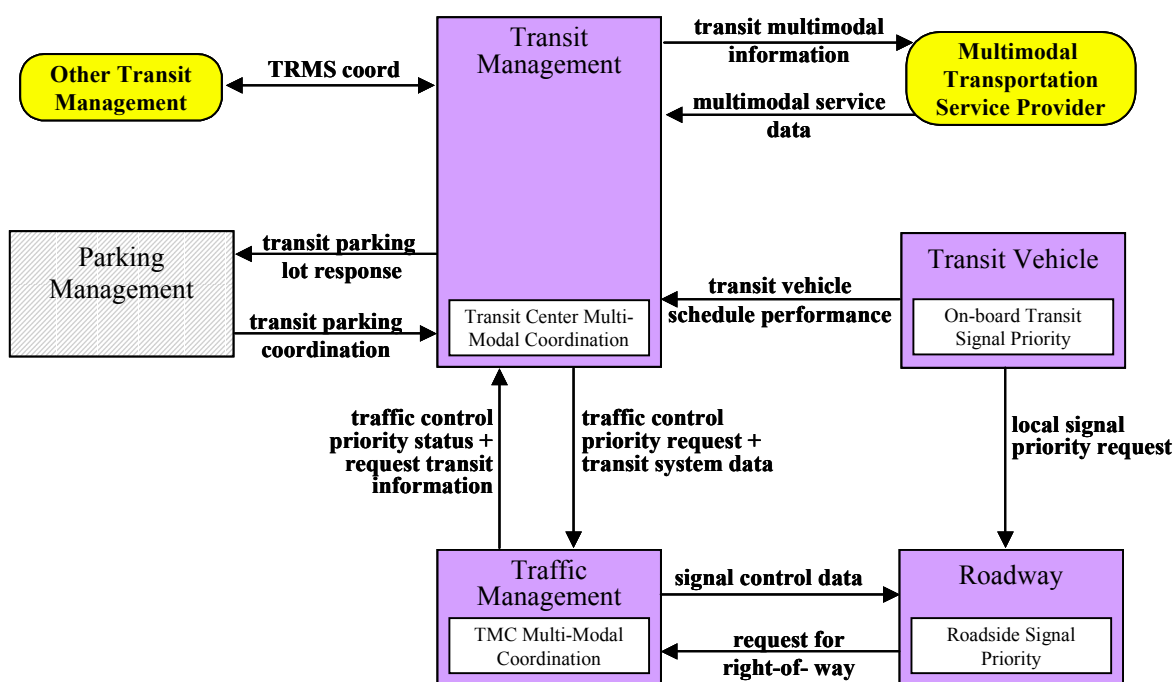 Transit
Management
transit multimodal
information
Multimodal
Transportation
Service Provider
Other Transit
Management
TRMS coord
multimodal service
data
Parking
Management
transit parking
lot response
transit parking
coordination
Transit Center Multi-
Modal Coordination
transit vehicle
schedule performance
Transit Vehicle
On-board Transit
Signal Priority
traffic control
priority status +
request transit
information
traffic control
priority request +
transit system data
local signal
priority request
Traffic
Management
TMC Multi-Modal
Coordination
signal control data
request for
right-of- way
Roadway
Roadside Signal
Priority